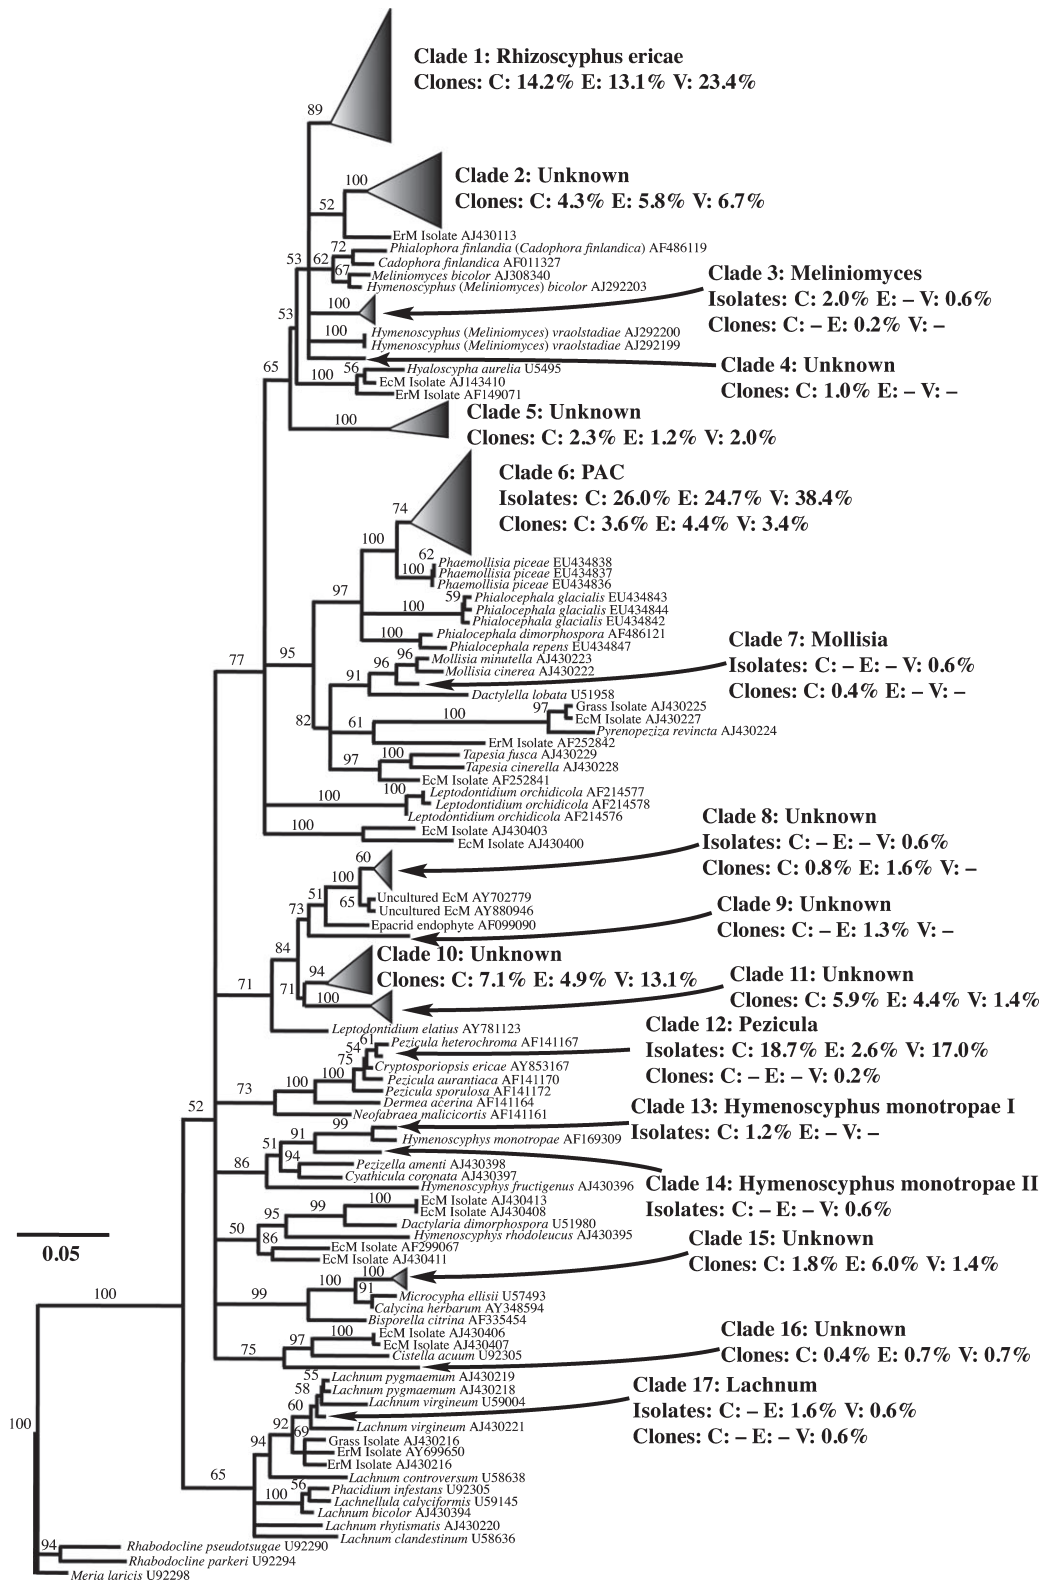 Clade 1: Rhizoscyphus ericae
Clones: C: 14.2% E: 13.1% V: 23.4%
89
Clade 2: Unknown
100
Clones: C: 4.3% E: 5.8% V: 6.7%
52
ErM Isolate AJ430113
72
Phialophora finlandia (Cadophora finlandica) AF486119
53
62
Cadophora finlandica AF011327
67
Meliniomyces bicolor AJ308340
Hymenoscyphus (Meliniomyces) bicolor AJ292203
Clade 3: Meliniomyces
Isolates: C: 2.0% E: – V: 0.6%
Clones: C: – E: 0.2% V: –
100
53
100
Hymenoscyphus (Meliniomyces) vraolstadiae AJ292200
Hymenoscyphus (Meliniomyces) vraolstadiae AJ292199
Clade 4: Unknown
Clones: C: 1.0% E: – V: –
56
Hyaloscypha aurelia U5495
65
100
EcM Isolate AJ143410
ErM Isolate AF149071
Clade 5: Unknown
100
Clones: C: 2.3% E: 1.2% V: 2.0%
Clade 6: PAC
Isolates: C: 26.0% E: 24.7% V: 38.4%
Clones: C: 3.6% E: 4.4% V: 3.4%
74
100
62
Phaemollisia piceae EU434838
100
Phaemollisia piceae EU434837
Phaemollisia piceae EU434836
97
59
Phialocephala glacialis EU434843
100
Phialocephala glacialis EU434844
Phialocephala glacialis EU434842
100
Phialocephala dimorphospora AF486121
Phialocephala repens EU434847
Clade 7: Mollisia
Isolates: C: – E: – V: 0.6%
Clones: C: 0.4% E: – V: –
77
95
96
Mollisia minutella AJ430223
96
Mollisia cinerea AJ430222
91
Dactylella lobata U51958
97
Grass Isolate AJ430225
100
EcM Isolate AJ430227
82
61
Pyrenopeziza revincta AJ430224
ErM Isolate AF252842
100
Tapesia fusca AJ430229
97
Tapesia cinerella AJ430228
EcM Isolate AF252841
100
Leptodontidium orchidicola AF214577
100
Leptodontidium orchidicola AF214578
Leptodontidium orchidicola AF214576
100
EcM Isolate AJ430403
EcM Isolate AJ430400
Clade 8: Unknown
Isolates: C: – E: – V: 0.6%
Clones: C: 0.8% E: 1.6% V: –
60
100
51
65
Uncultured EcM AY702779
Uncultured EcM AY880946
73
Epacrid endophyte AF099090
Clade 9: Unknown
Clones: C: – E: 1.3% V: –
84
Clade 10: Unknown
94
Clones: C: 7.1% E: 4.9% V: 13.1%
Clade 11: Unknown
Clones: C: 5.9% E: 4.4% V: 1.4%
71
71
100
Leptodontidium elatius AY781123
Clade 12: Pezicula
Isolates: C: 18.7% E: 2.6% V: 17.0%
Clones: C: – E: – V: 0.2%
61
Pezicula heterochroma AF141167
54
75
Cryptosporiopsis ericae AY853167
100
Pezicula aurantiaca AF141170
73
100
Pezicula sporulosa AF141172
Dermea acerina AF141164
Neofabraea malicicortis AF141161
52
Clade 13: Hymenoscyphus monotropae I
Isolates: C: 1.2% E: – V: –
99
91
Hymenoscyphys monotropae AF169309
51
94
Pezizella amenti AJ430398
86
Cyathicula coronata AJ430397
Hymenoscyphys fructigenus AJ430396
Clade 14: Hymenoscyphus monotropae II
Isolates: C: – E: – V: 0.6%
100
EcM Isolate AJ430413
99
EcM Isolate AJ430408
95
Dactylaria dimorphospora U51980
50
Hymenoscyphys rhodoleucus AJ430395
86
EcM Isolate AF299067
EcM Isolate AJ430411
0.05
Clade 15: Unknown
Clones: C: 1.8% E: 6.0% V: 1.4%
100
100
91
Microcypha ellisii U57493
99
Calycina herbarum AY348594
Bisporella citrina AF335454
100
100
EcM Isolate AJ430406
97
EcM Isolate AJ430407
75
Cistella acuum U92305
Clade 16: Unknown
Clones: C: 0.4% E: 0.7% V: 0.7%
55
Lachnum pygmaemum AJ430219
58
Lachnum pygmaemum AJ430218
Lachnum virgineum U59004
60
Clade 17: Lachnum
Isolates: C: – E: 1.6% V: 0.6%
Clones: C: – E: – V: 0.6%
92
Lachnum virgineum AJ430221
69
Grass Isolate AJ430216
94
ErM Isolate AY699650
ErM Isolate AJ430216
100
65
Lachnum controversum U58638
56
Phacidium infestans U92305
100
Lachnellula calyciformis U59145
Lachnum bicolor AJ430394
Lachnum rhytismatis AJ430220
Lachnum clandestinum U58636
94
Rhabodocline pseudotsugae U92290
Rhabodocline parkeri U92294
Meria laricis U92298